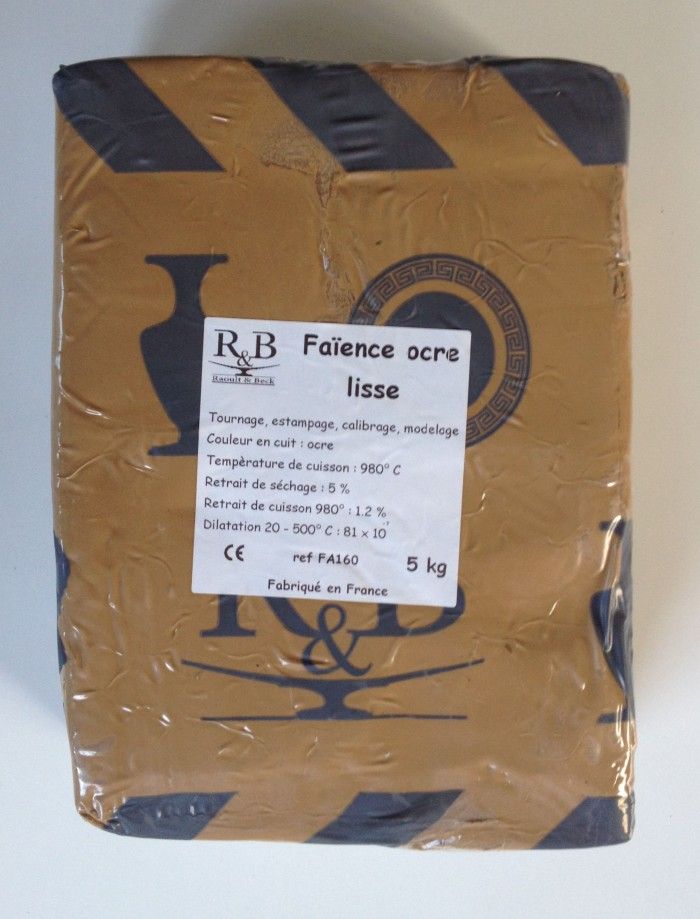 R&B
Raoult & Beck
Faïence ocre
lisse
Tournage, estampage, calibrage, modelage
Couleur en cuit : ocre
Tempèrature de cuisson : 980° C
Retrait de séchage : 5 %
Retrait de cuisson 980° : 1.2 %
Dilatation 20 - 500° C : 81 x 10⁻⁷
CE ref FA160 5 kg
Fabriqué en France
R&B